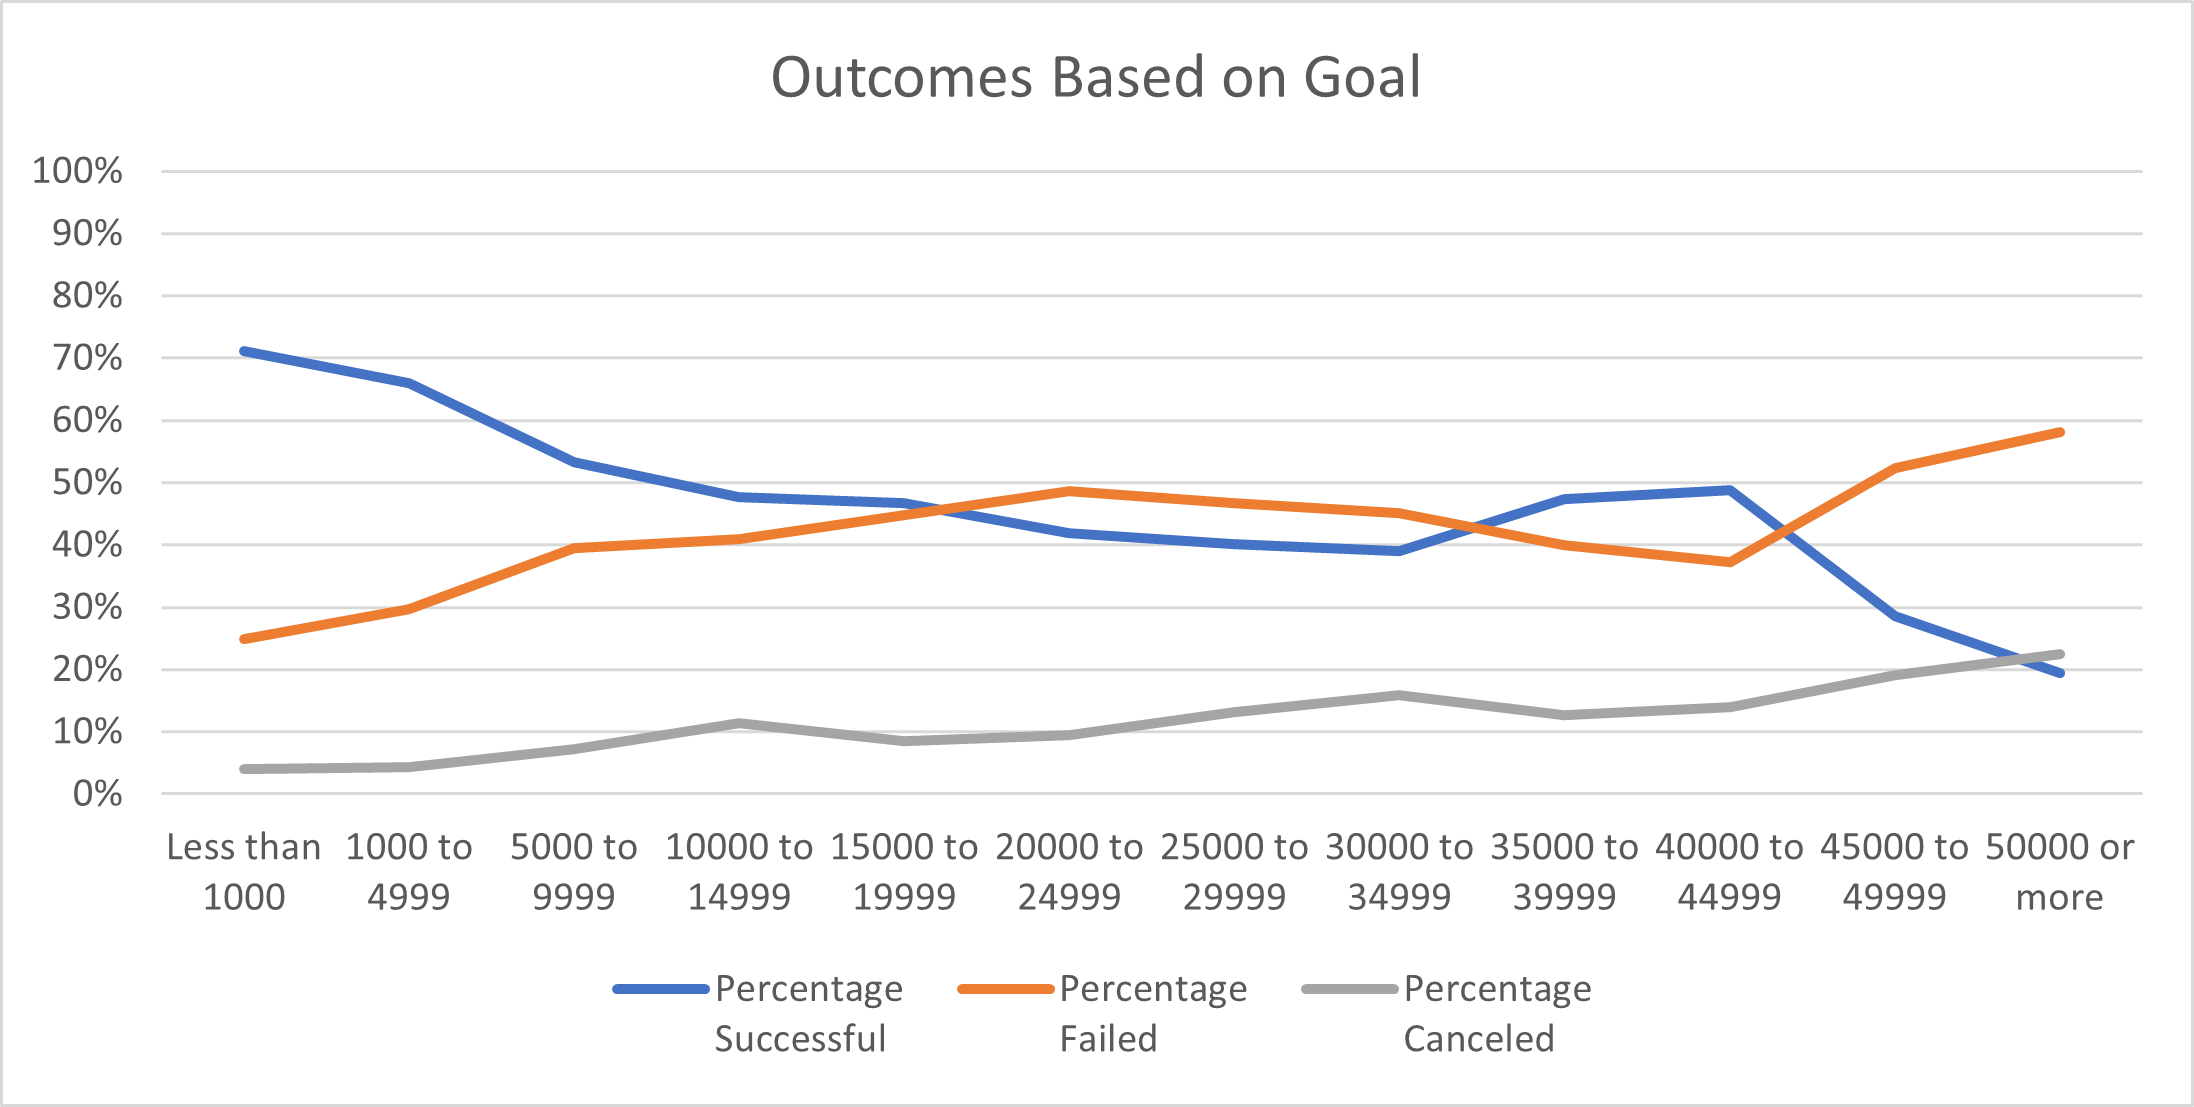 Outcomes Based on Goal
100%
90%
80%
70%
60%
50%
40%
30%
20%
10%
0%
Less than 1000 to 5000 to 10000 to 15000 to 20000 to 25000 to 30000 to 35000 to 40000 to 45000 to 50000 or
1000 4999 9999 14999 19999 24999 29999 34999 39999 44999 49999 more
Percentage Percentage Percentage
Successful Failed Canceled